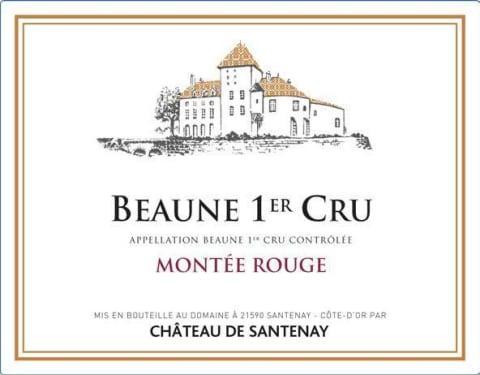 BEAUNE 1ER CRU
APPELLATION BEAUNE 1ER CRU CONTRÔLÉE
MONTÉE ROUGE
MIS EN BOUTEILLE AU DOMAINE À 21590 SANTENAY - CÔTE-D'OR PAR
CHÂTEAU DE SANTENAY